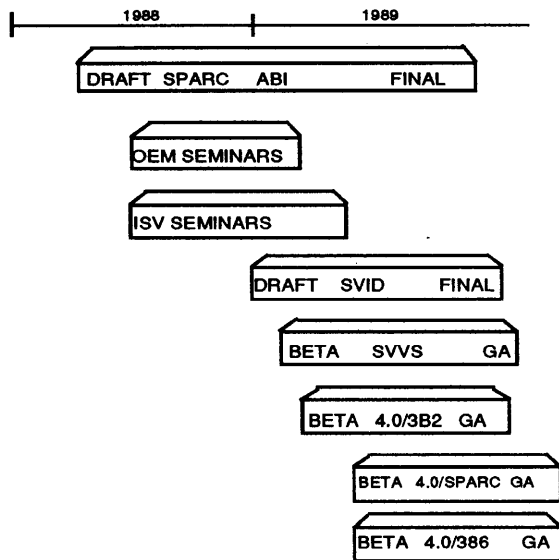 1988 1989
DRAFT SPARC ABI FINAL
OEM SEMINARS
ISV SEMINARS
DRAFT SVID FINAL
BETA SVVS GA
BETA 4.0/3B2 GA
BETA 4.0/SPARC GA
BETA 4.0/386 GA